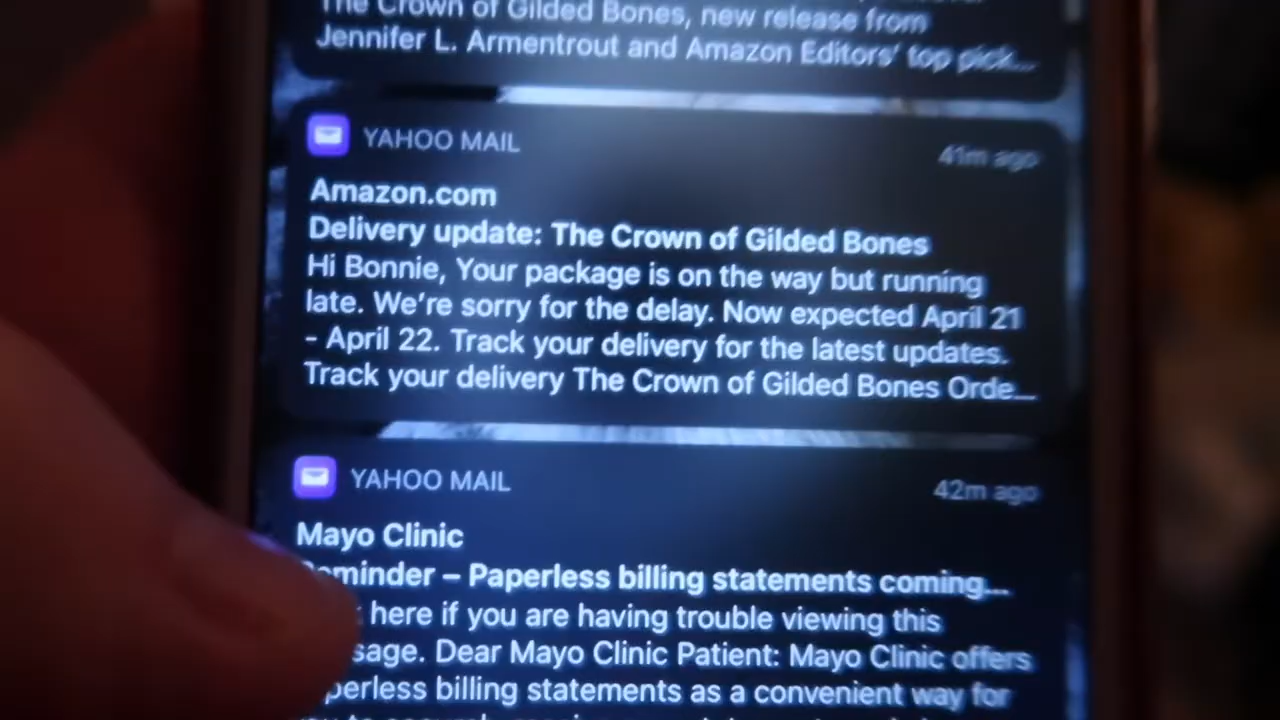 The Crown of Gilded Bones, new release from
Jennifer L. Armentrout and Amazon Editors' top pick...
YAHOO MAIL
41m ago
Amazon.com
Delivery update: The Crown of Gilded Bones
Hi Bonnie, Your package is on the way but running
late. We're sorry for the delay. Now expected April 21
- April 22. Track your delivery for the latest updates.
Track your delivery The Crown of Gilded Bones Orde...
YAHOO MAIL
42m ago
Mayo Clinic
eminder – Paperless billing statements coming...
here if you are having trouble viewing this
sage. Dear Mayo Clinic Patient: Mayo Clinic offers
perless billing statements as a convenient way for